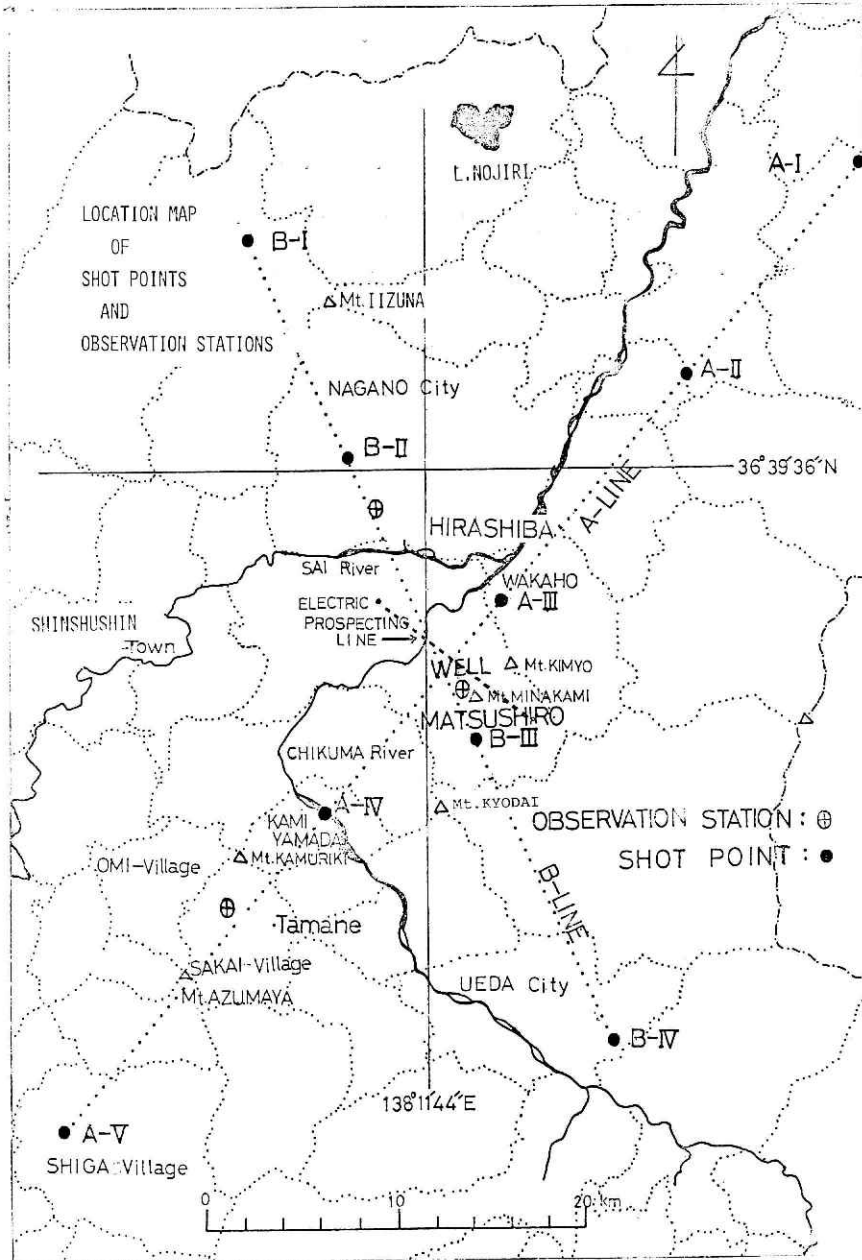 L.NOJIRI
A-I
LOCATION MAP
OF
SHOT POINTS
AND
OBSERVATION STATIONS
B-I
Mt.IIZUNA
A-II
NAGANO City
B-II
36°39'36"N
A-LINE
HIRASHIBA
SAI River
WAKAHO
A-III
ELECTRIC
PROSPECTING
LINE
SHINSHUSHIN
-Town
WELL
Mt.KIMYO
Mt.MINAKAMI
MATSUSHIRO
B-III
CHIKUMA River
A-IV
Mt.KYODAI
KAMI
YAMADA
OBSERVATION STATION : ⊕
SHOT POINT : ●
Mt.KAMURIKI
OMI-Village
B-LINE
Tamane
SAKAI-Village
Mt.AZUMAYA
UEDA City
B-IV
138°11'44"E
A-V
SHIGA-Village
0 10 20 km